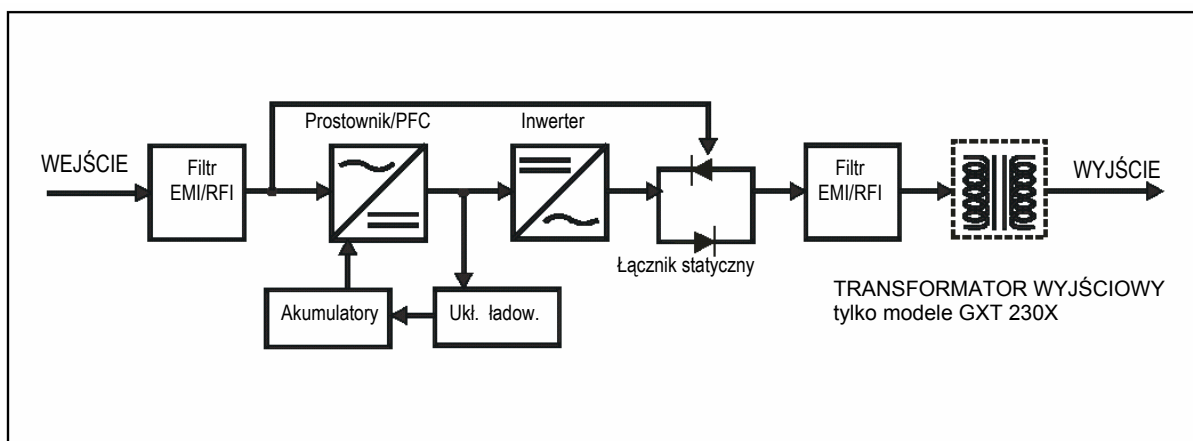 Prostownik/PFC
Inwerter
WEJŚCIE
Filtr
EMI/RFI
Filtr
EMI/RFI
WYJŚCIE
Łącznik statyczny
Akumulatory
Ukł. ładow.
TRANSFORMATOR WYJŚCIOWY
tylko modele GXT 230X